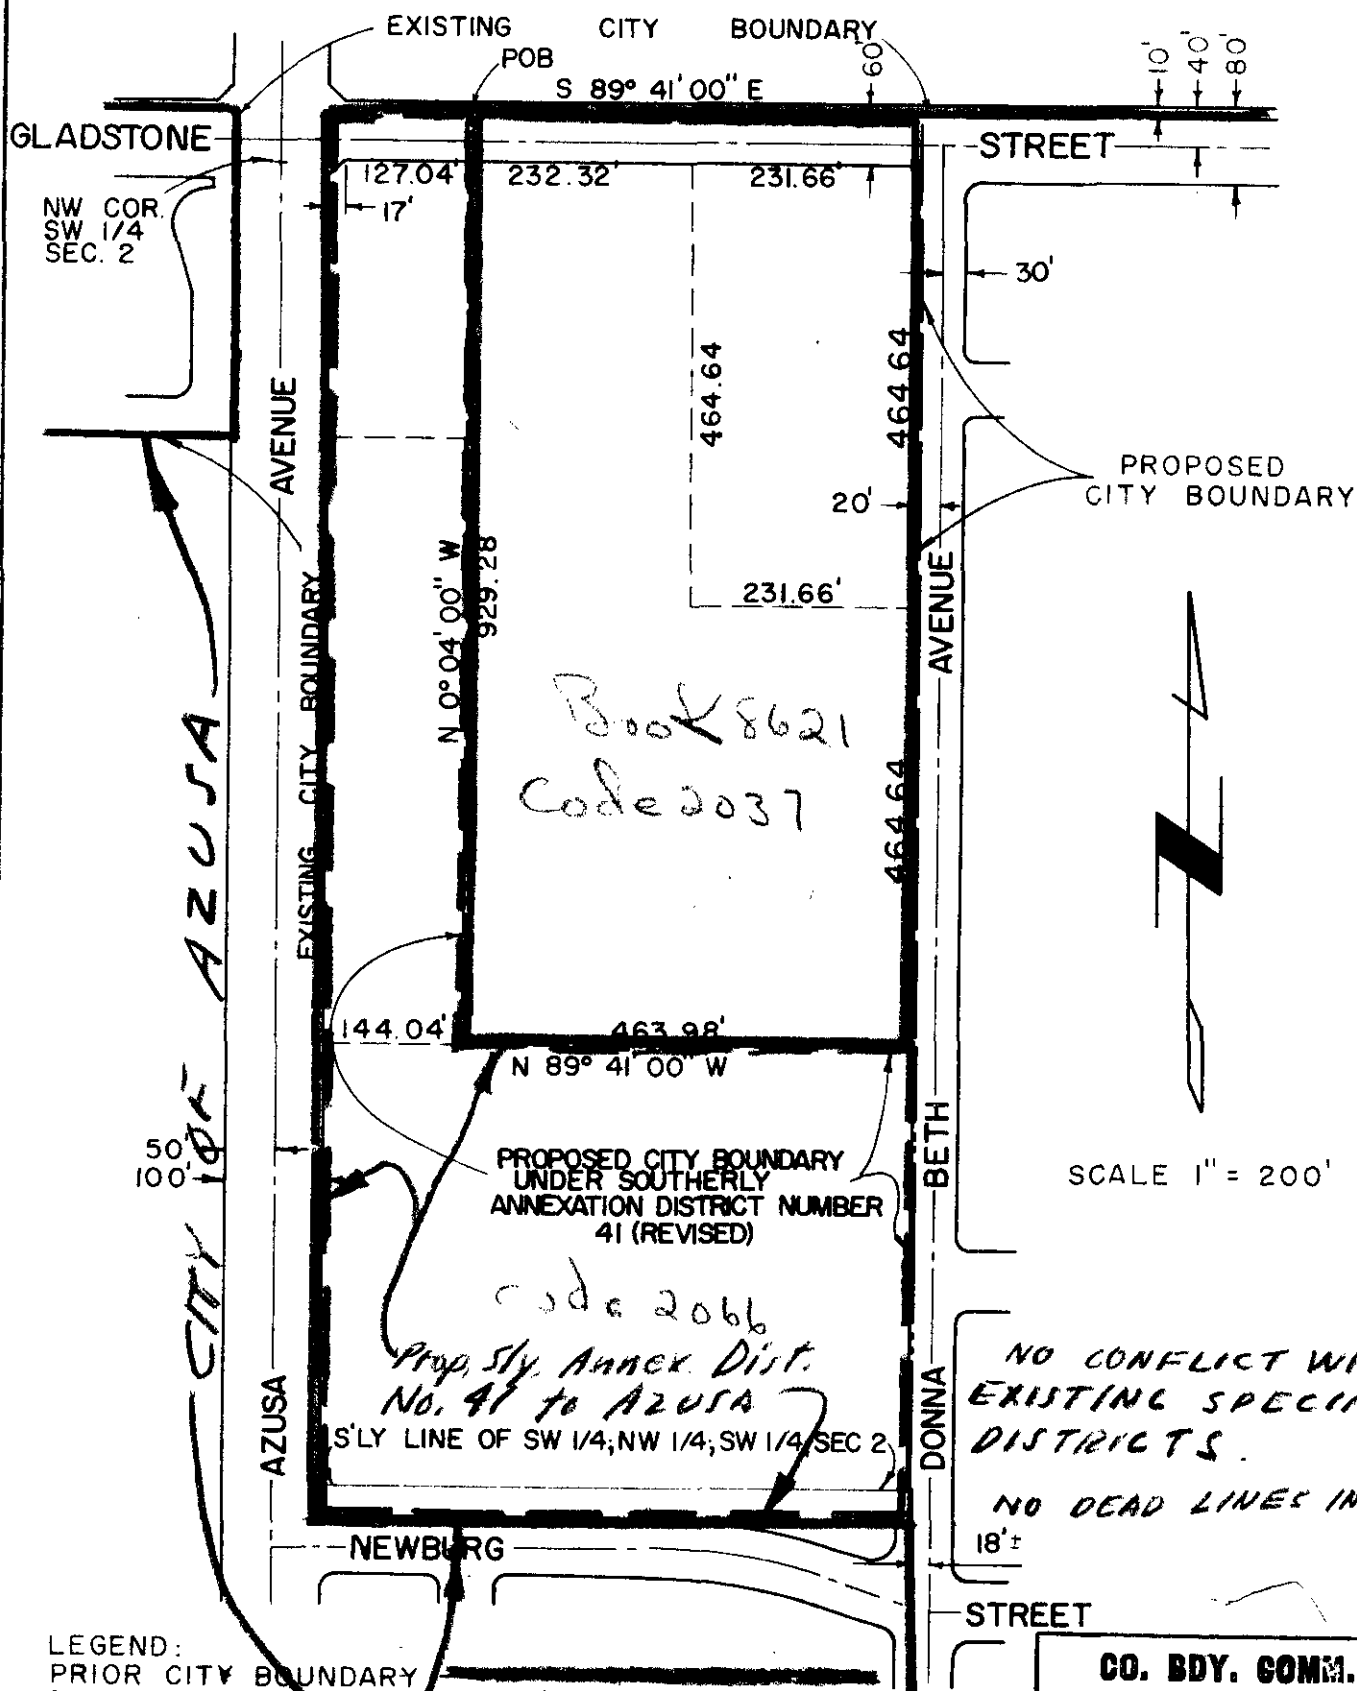 EXISTING CITY BOUNDARY
POB
S 89° 41' 00" E
60'
10'
40'
80'
GLADSTONE
STREET
127.04'
232.32'
231.66'
17'
NW COR.
SW 1/4
SEC. 2
30'
AVENUE
464.64
464.64
PROPOSED
CITY BOUNDARY
20'
EXISTING CITY BOUNDARY
N 0° 04' 00" W
929.28
231.66'
AVENUE
Book 8621
Code 2037
464.64
CITY OF AZUSA
144.04'
463.98'
N 89° 41' 00" W
50'
100'
PROPOSED CITY BOUNDARY
UNDER SOUTHERLY
ANNEXATION DISTRICT NUMBER
41 (REVISED)
BETH
SCALE 1" = 200'
Code 2066
Prop. Sly. Annex. Dist.
No. 41 to AZUSA
S'LY LINE OF SW 1/4; NW 1/4; SW 1/4 SEC 2
AZUSA
DONNA
NO CONFLICT WI
EXISTING SPECI
DISTRICTS.
NO DEAD LINES IN
NEWBURG
18'±
STREET
LEGEND:
PRIOR CITY BOUNDARY
CO. BDY. COMM.